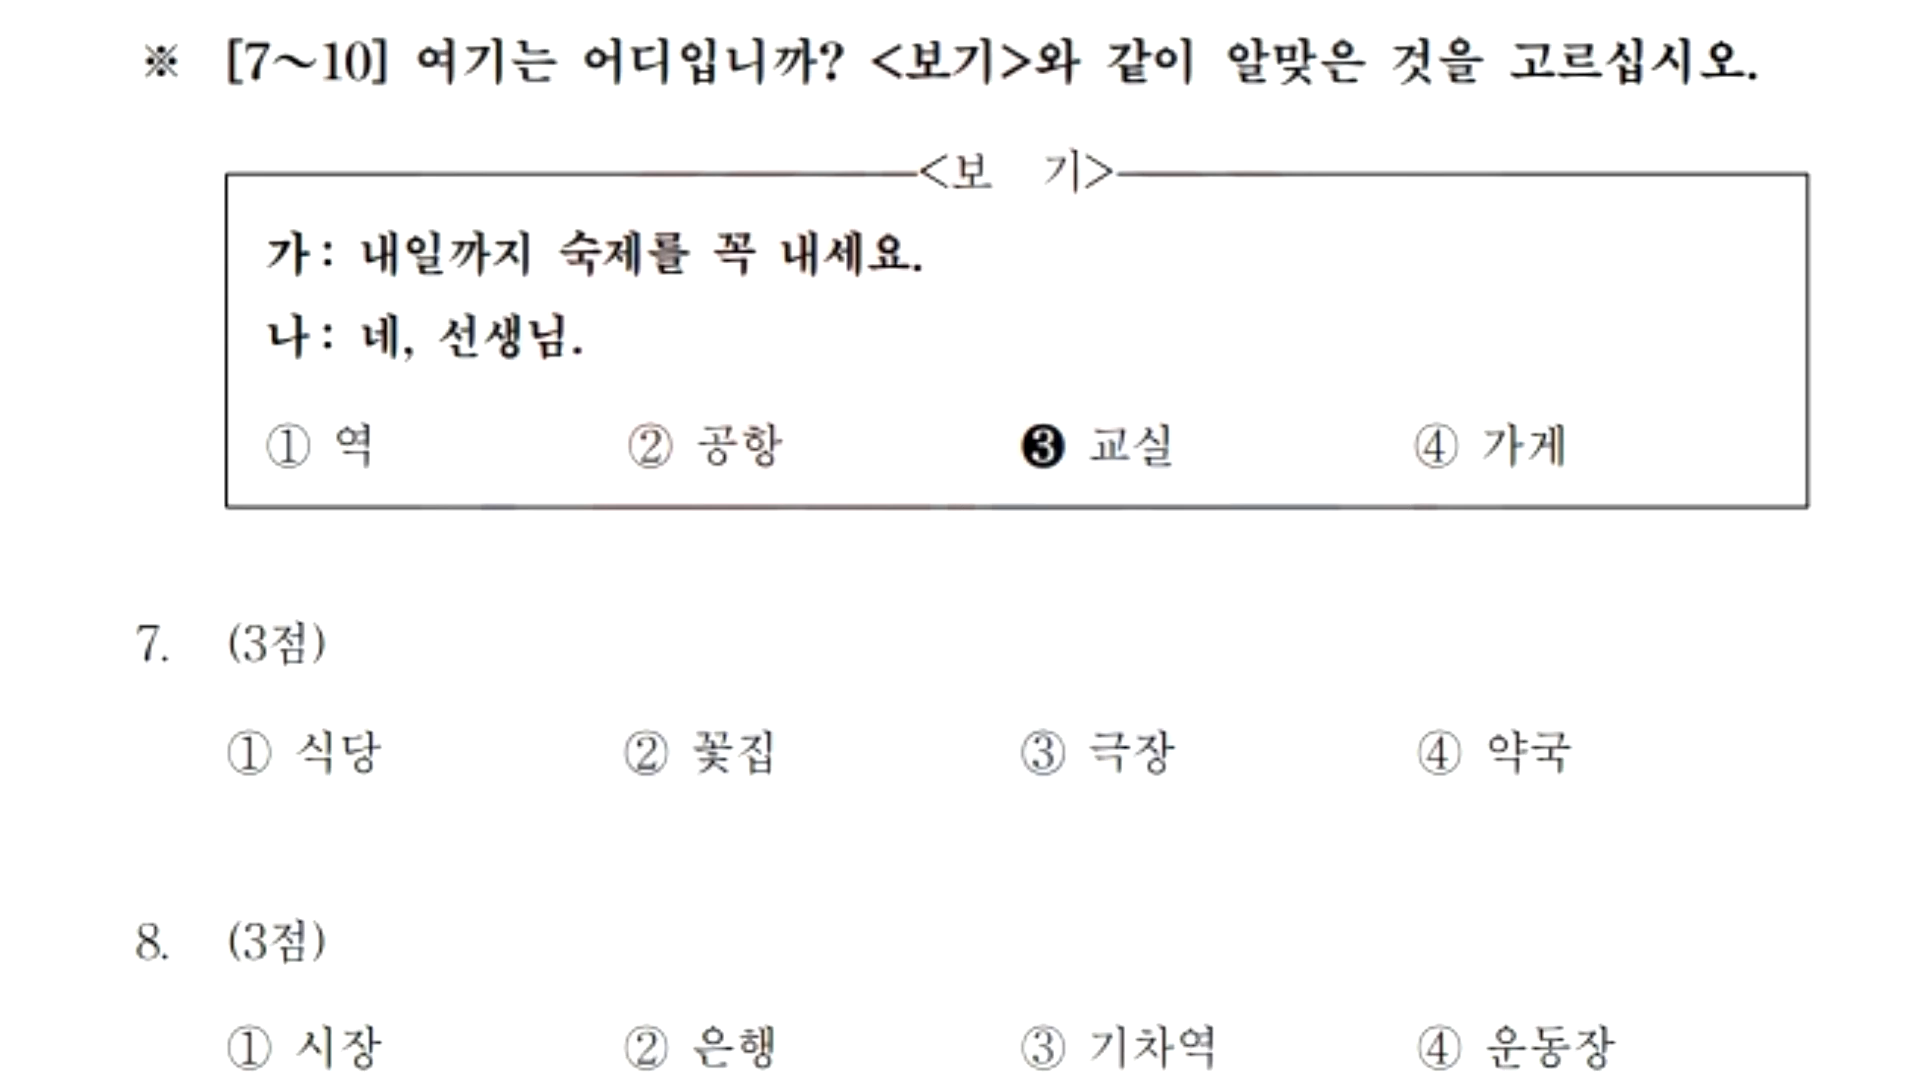 ※ [7～10] 여기는 어디입니까? <보기>와 같이 알맞은 것을 고르십시오.
<보 기>
가: 내일까지 숙제를 꼭 내세요.
나: 네, 선생님.
① 역 ② 공항 ❸ 교실 ④ 가게
7. (3점)
① 식당 ② 꽃집 ③ 극장 ④ 약국
8. (3점)
① 시장 ② 은행 ③ 기차역 ④ 운동장